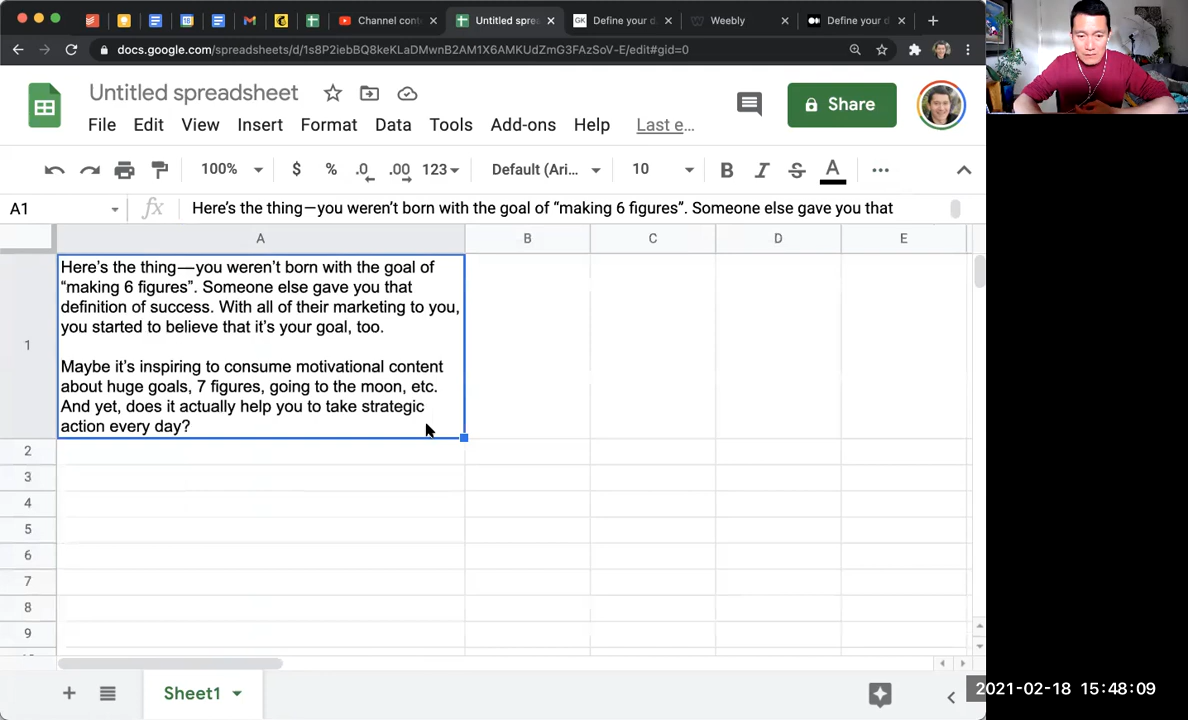 Channel cont
Untitled sprea
GK
Define your d
Weebly
Define your d
docs.google.com/spreadsheets/d/1s8P2iebBQ8keKLaDMwnB2AM1X6AMKUdZmG3FAzSoV-E/edit#gid=0
Untitled spreadsheet
Share
File Edit View Insert Format Data Tools Add-ons Help Last e...
100% $ % .0 .00 123 Default (Ari... 10 B I S A ...
A1 fx Here’s the thing—you weren’t born with the goal of “making 6 figures”. Someone else gave you that
A B C D E
Here’s the thing—you weren’t born with the goal of
“making 6 figures”. Someone else gave you that
definition of success. With all of their marketing to you,
1 you started to believe that it’s your goal, too.
Maybe it’s inspiring to consume motivational content
about huge goals, 7 figures, going to the moon, etc.
And yet, does it actually help you to take strategic
action every day?
2
3
4
5
6
7
8
9
Sheet1
2021-02-18 15:48:09